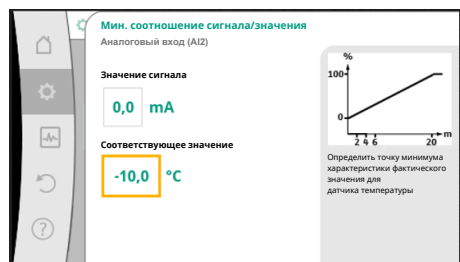 Мин. соотношение сигнала/значения
Аналоговый вход (AI2)
Значение сигнала
0,0 mA
Соответствующее значение
-10,0 °C
%
100
0
2 4 6 20 m
Определить точку минимума
характеристики фактического
значения для
датчика температуры
?